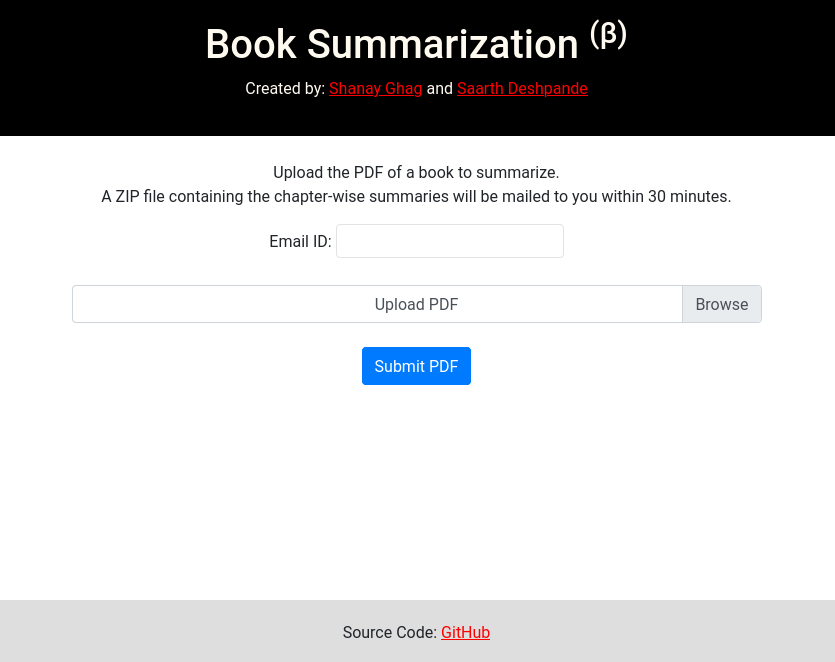 Book Summarization (β)
Created by: Shanay Ghag and Saarth Deshpande
Upload the PDF of a book to summarize.
A ZIP file containing the chapter-wise summaries will be mailed to you within 30 minutes.
Email ID:
Upload PDF Browse
Submit PDF
Source Code: GitHub